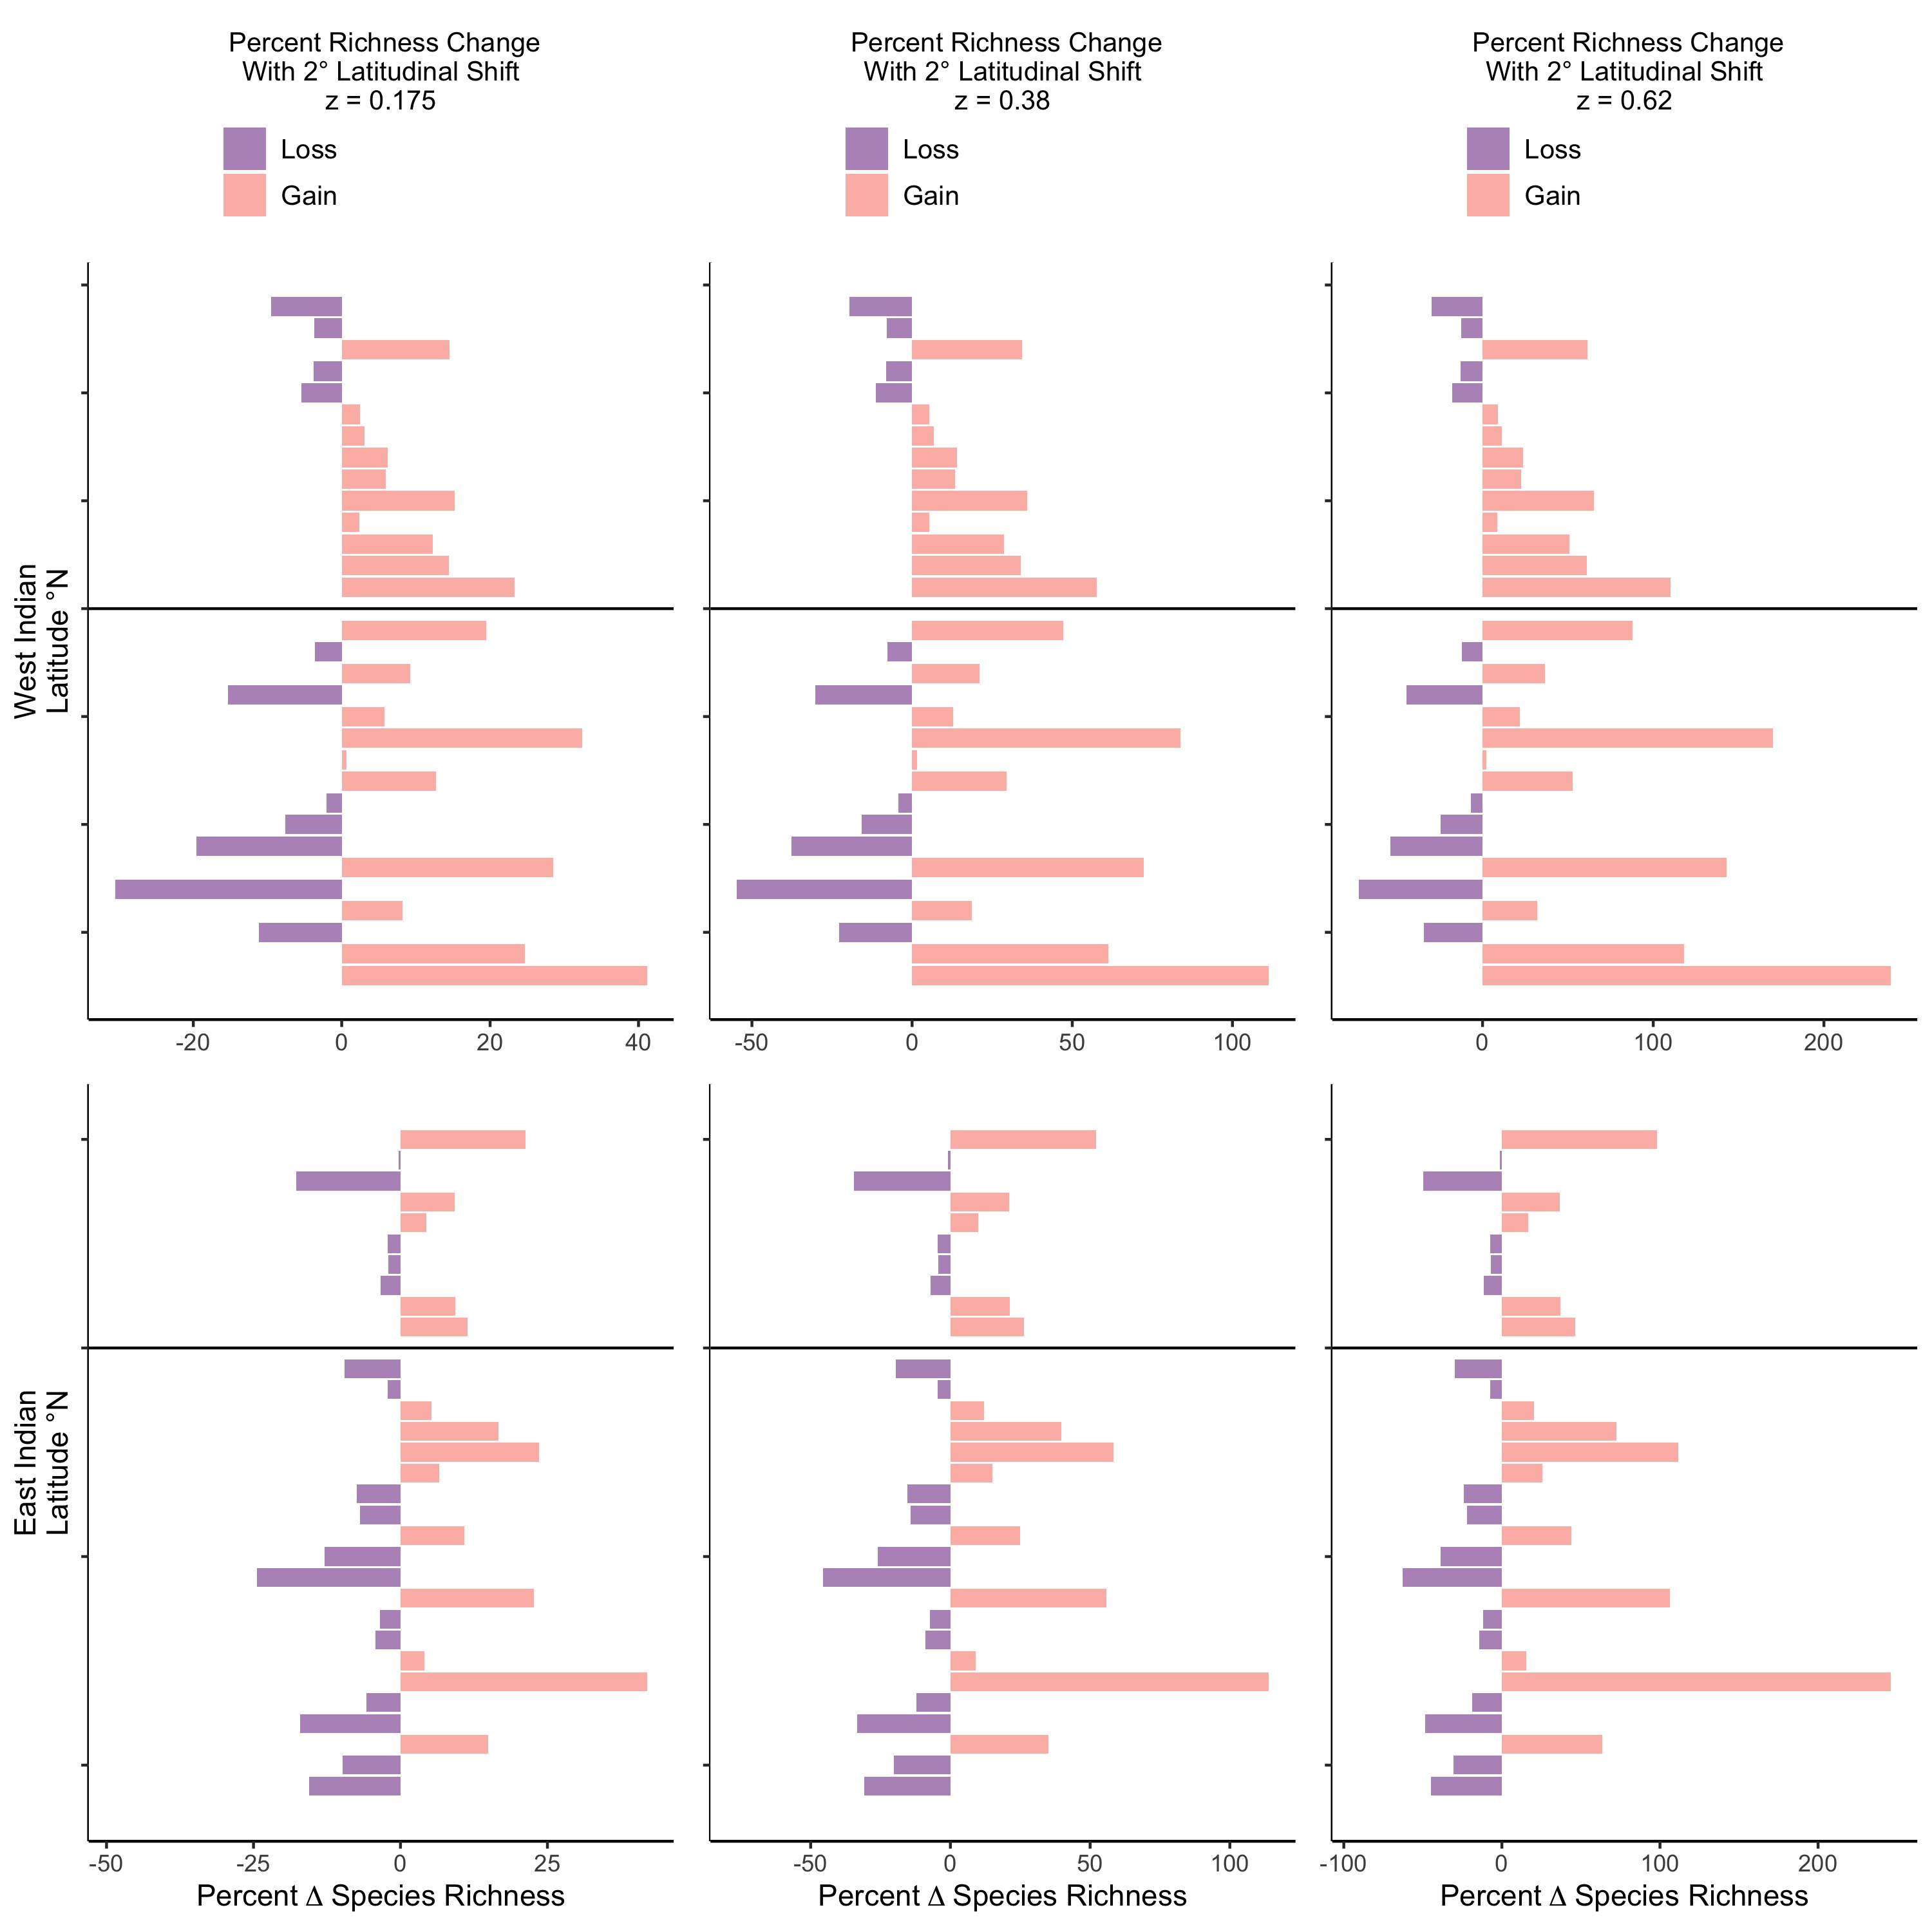 Percent Richness Change
With 2° Latitudinal Shift
z = 0.175
Loss
Gain
Percent Richness Change
With 2° Latitudinal Shift
z = 0.38
Loss
Gain
Percent Richness Change
With 2° Latitudinal Shift
z = 0.62
Loss
Gain
West Indian
Latitude °N
-20 0 20 40
-50 0 50 100
0 100 200
East Indian
Latitude °N
-50 -25 0 25
-50 0 50 100
-100 0 100 200
Percent Δ Species Richness
Percent Δ Species Richness
Percent Δ Species Richness